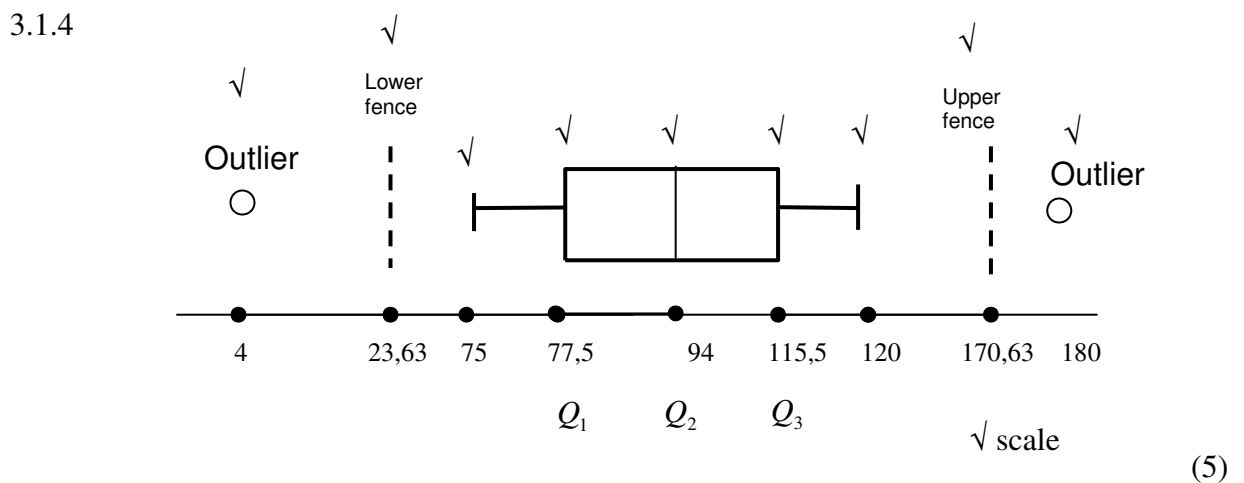 3.1.4
√ √
√ Lower fence Upper fence
√ √ √ √ √ √
Outlier Outlier
4 23,63 75 77,5 94 115,5 120 170,63 180
Q₁ Q₂ Q₃
√ scale
(5)